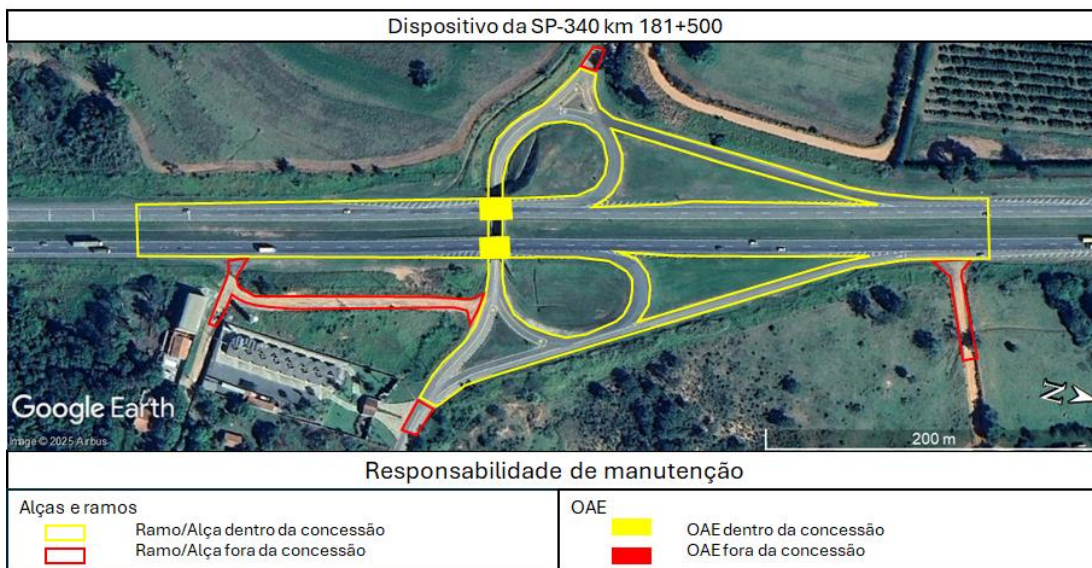 Dispositivo da SP-340 km 181+500
Google Earth
Image © 2025 Airbus
200 m
N
Responsabilidade de manutenção
Alças e ramos
Ramo/Alça dentro da concessão
Ramo/Alça fora da concessão
OAE
OAE dentro da concessão
OAE fora da concessão